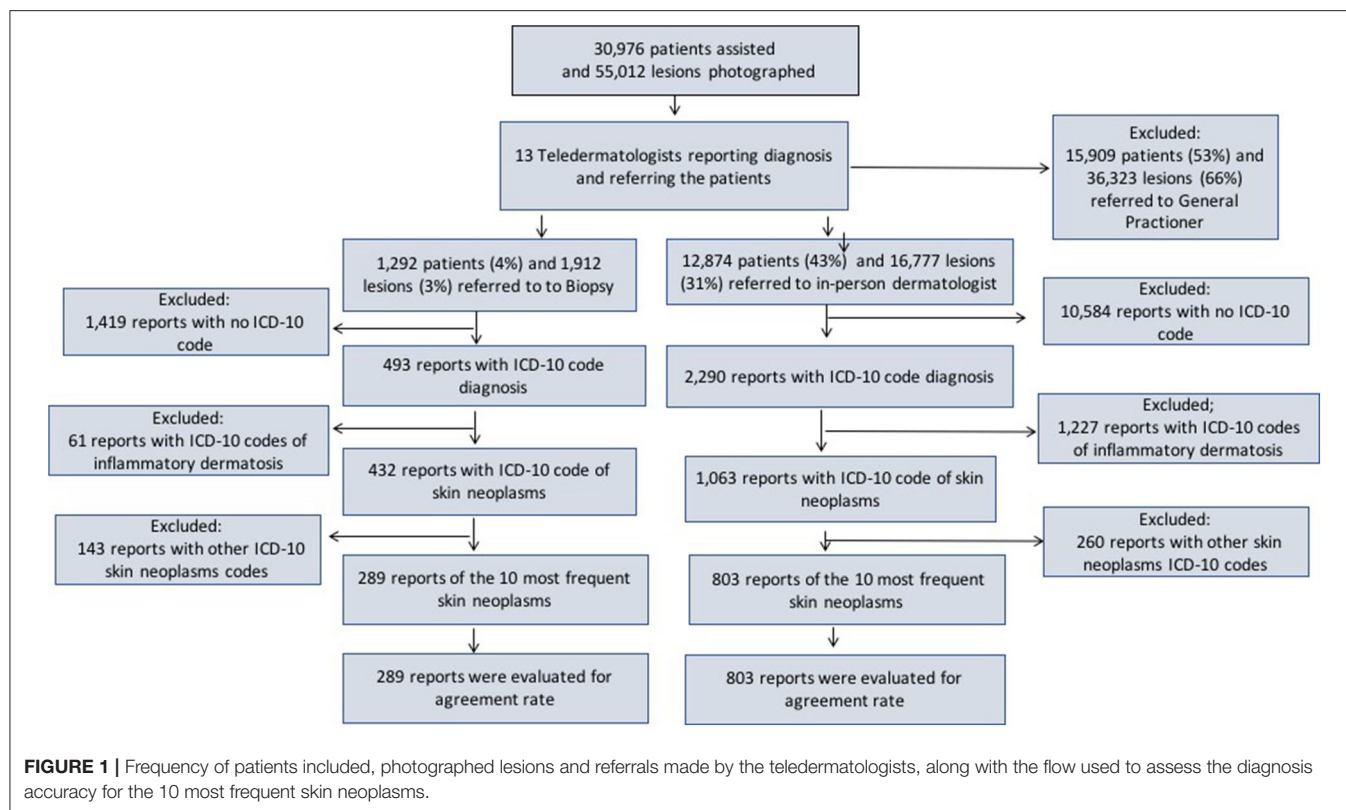 30,976 patients assisted
and 55,012 lesions photographed
13 Teledermatologists reporting diagnosis
and referring the patients
Excluded:
15,909 patients (53%) and
36,323 lesions (66%)
referred to General
Practioner
1,292 patients (4%) and 1,912
lesions (3%) referred to to Biopsy
12,874 patients (43%) and 16,777 lesions
(31%) referred to in-person dermatologist
Excluded:
1,419 reports with no ICD-10
code
Excluded:
10,584 reports with no ICD-10
code
493 reports with ICD-10 code
diagnosis
2,290 reports with ICD-10 code diagnosis
Excluded:
61 reports with ICD-10 codes of
inflammatory dermatosis
Excluded;
1,227 reports with ICD-10 codes
of inflammatory dermatosis
432 reports with ICD-10 code of
skin neoplasms
1,063 reports with ICD-10 code of skin
neoplasms
Excluded:
143 reports with other ICD-10
skin neoplasms codes
Excluded:
260 reports with other skin
neoplasms ICD-10 codes
289 reports of the 10 most frequent
skin neoplasms
803 reports of the 10 most frequent
skin neoplasms
289 reports were evaluated for
agreement rate
803 reports were evaluated for
agreement rate
FIGURE 1 | Frequency of patients included, photographed lesions and referrals made by the teledermatologists, along with the flow used to assess the diagnosis
accuracy for the 10 most frequent skin neoplasms.